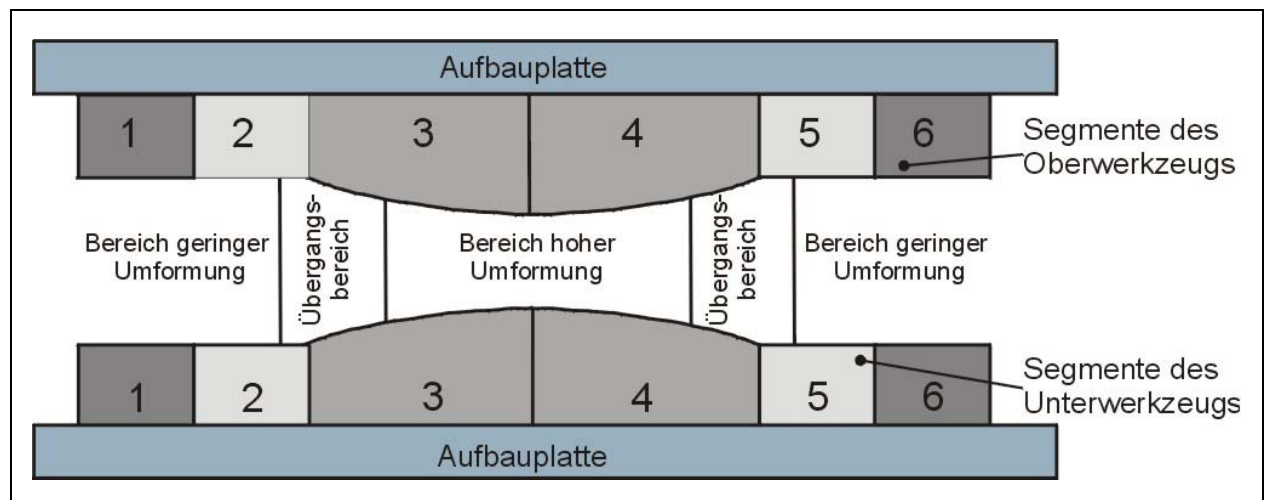 Aufbauplatte
1 2 3 4 5 6
Segmente des
Oberwerkzeugs
Bereich geringer
Umformung
Übergangs-
bereich
Bereich hoher
Umformung
Übergangs-
bereich
Bereich geringer
Umformung
1 2 3 4 5 6
Segmente des
Unterwerkzeugs
Aufbauplatte